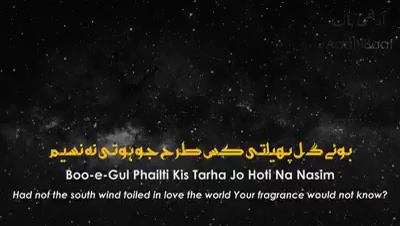 بوئے گل پھیلتی کس طرح جو ہوتی نہ نسیم
Boo-e-Gul Phailti Kis Tarha Jo Hoti Na Nasim
Had not the south wind toiled in love the world Your fragrance would not know?